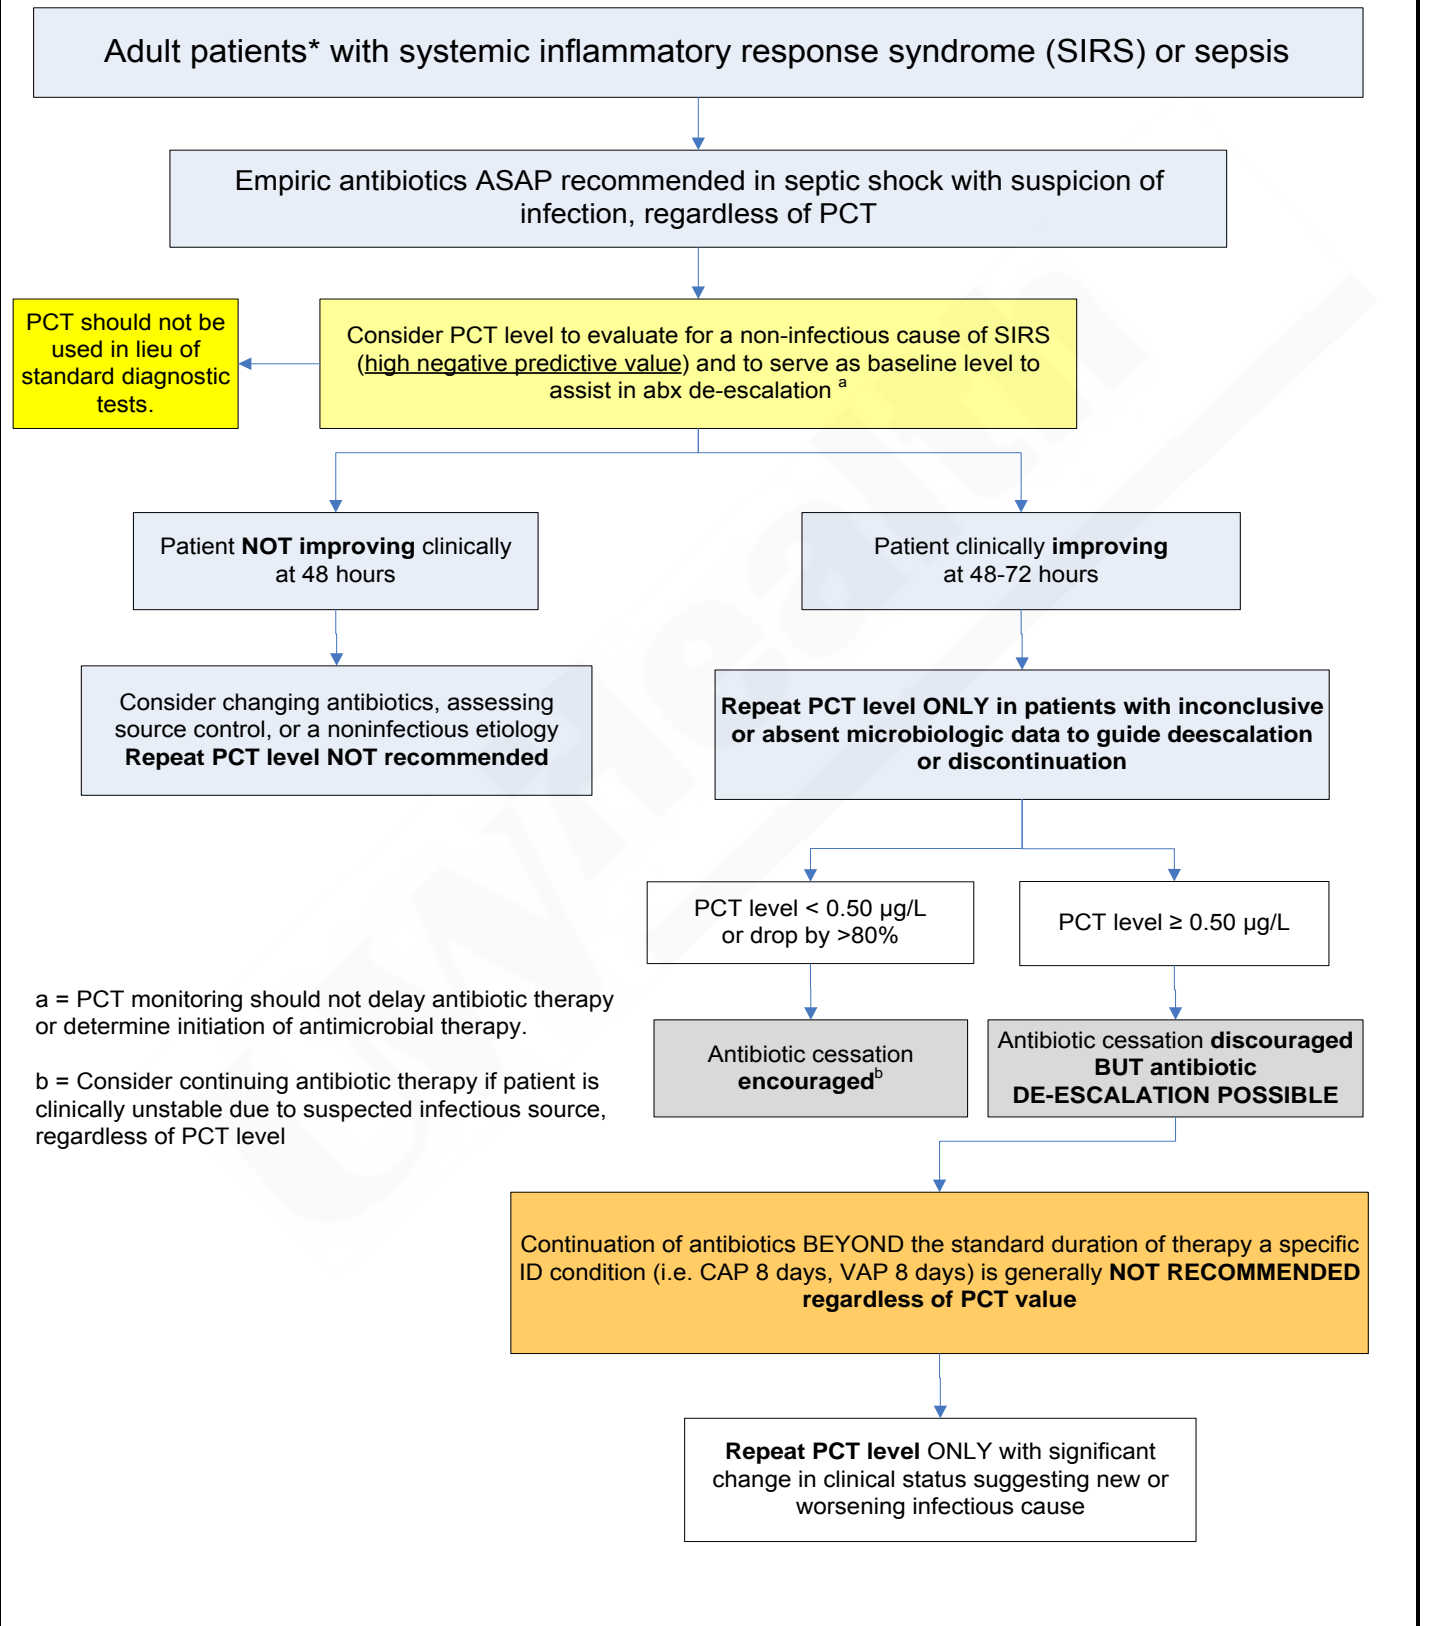 Adult patients* with systemic inflammatory response syndrome (SIRS) or sepsis
Empiric antibiotics ASAP recommended in septic shock with suspicion of
infection, regardless of PCT
PCT should not be
used in lieu of
standard diagnostic
tests.
Consider PCT level to evaluate for a non-infectious cause of SIRS
(high negative predictive value) and to serve as baseline level to
assist in abx de-escalation a
Patient NOT improving clinically
at 48 hours
Patient clinically improving
at 48-72 hours
Consider changing antibiotics, assessing
source control, or a noninfectious etiology
Repeat PCT level NOT recommended
Repeat PCT level ONLY in patients with inconclusive
or absent microbiologic data to guide deescalation
or discontinuation
PCT level < 0.50 µg/L
or drop by >80%
PCT level ≥ 0.50 µg/L
a = PCT monitoring should not delay antibiotic therapy
or determine initiation of antimicrobial therapy.
b = Consider continuing antibiotic therapy if patient is
clinically unstable due to suspected infectious source,
regardless of PCT level
Antibiotic cessation
encouragedb
Antibiotic cessation discouraged
BUT antibiotic
DE-ESCALATION POSSIBLE
Continuation of antibiotics BEYOND the standard duration of therapy a specific
ID condition (i.e. CAP 8 days, VAP 8 days) is generally NOT RECOMMENDED
regardless of PCT value
Repeat PCT level ONLY with significant
change in clinical status suggesting new or
worsening infectious cause
UWHealth